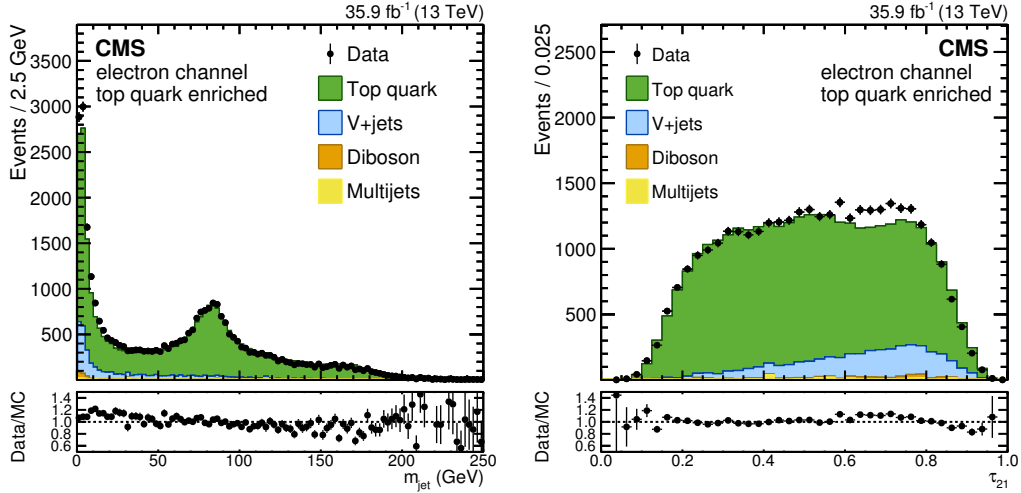 35.9 fb⁻¹ (13 TeV)
Events / 2.5 GeV
3500
3000
2500
2000
1500
1000
500
CMS
electron channel
top quark enriched
Data
Top quark
V+jets
Diboson
Multijets
Data/MC
1.4
1.2
1.0
0.8
0.6
0
50
100
150
200
250
m_jet (GeV)
35.9 fb⁻¹ (13 TeV)
Events / 0.025
2500
2000
1500
1000
500
Data
Top quark
V+jets
Diboson
Multijets
CMS
electron channel
top quark enriched
Data/MC
1.4
1.2
1.0
0.8
0.6
0.0
0.2
0.4
0.6
0.8
1.0
τ₂₁